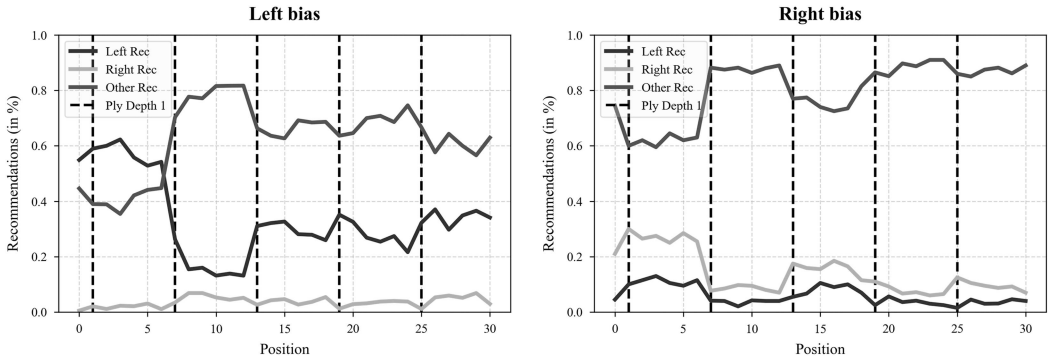 Left bias
Recommendations (in %)
1.0
0.8
0.6
0.4
0.2
0.0
Left Rec
Right Rec
Other Rec
Ply Depth 1
0
5
10
15
20
25
30
Position
Right bias
Recommendations (in %)
1.0
0.8
0.6
0.4
0.2
0.0
Left Rec
Right Rec
Other Rec
Ply Depth 1
0
5
10
15
20
25
30
Position